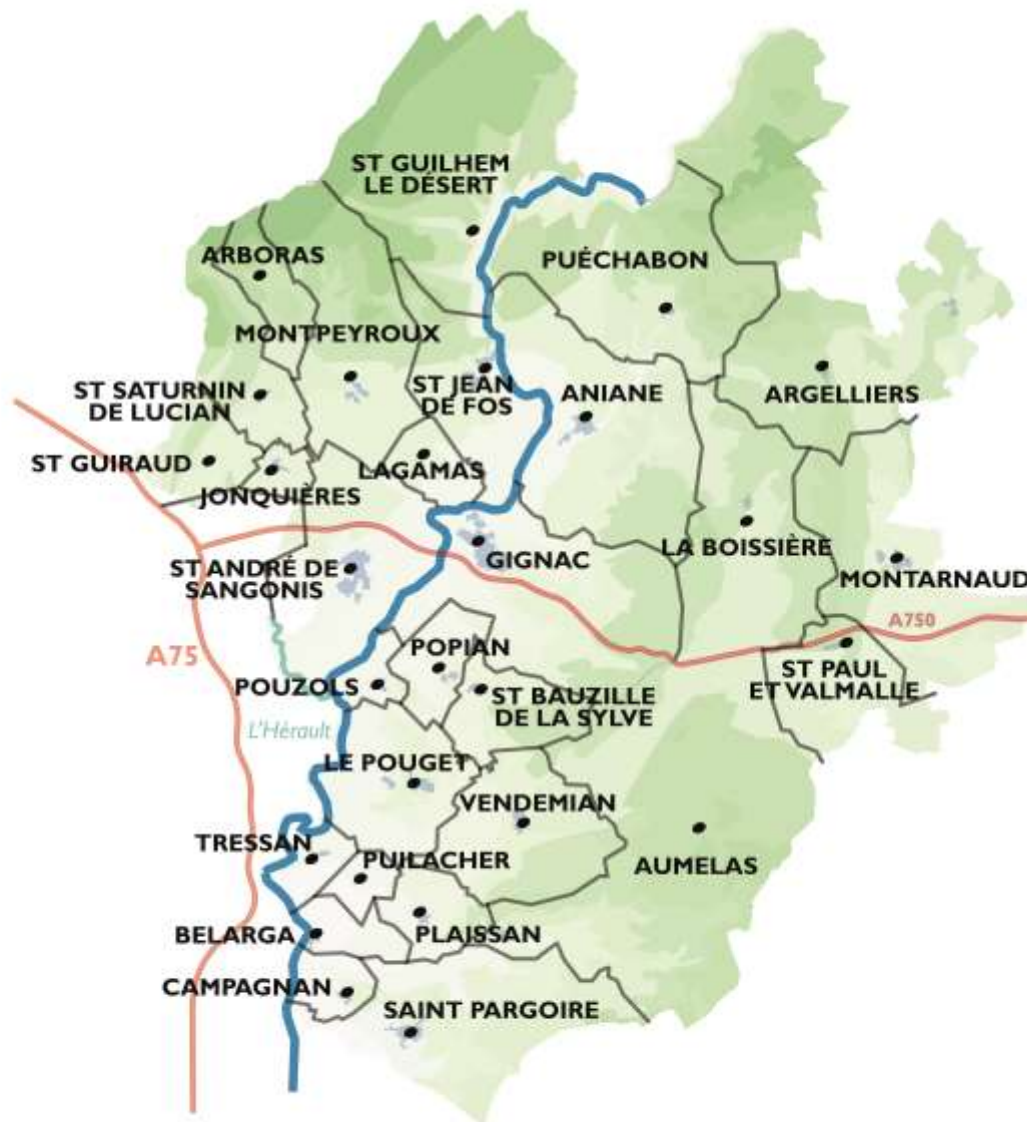 ST GUILHEM
LE DÉSERT
ARBORAS
PUÉCHABON
MONTPEYROUX
ST JEAN
DE FOS
ANIANE
ARGELLIERS
ST SATURNIN
DE LUCIAN
ST GUIRAUD
JONQUIÈRES
LAGAMAS
GIGNAC
LA BOISSIÈRE
MONTARNAUD
ST ANDRÉ DE
SANGONIS
A750
A75
POPIAN
ST PAUL
ET VALMALLE
POUZOLS
ST BAUZILLE
DE LA SYLVE
L'Hérault
LE POUGET
VENDEMIAN
TRESSAN
PUILACHER
AUMELAS
BELARGA
PLAISSAN
CAMPAGNAN
SAINT PARGOIRE